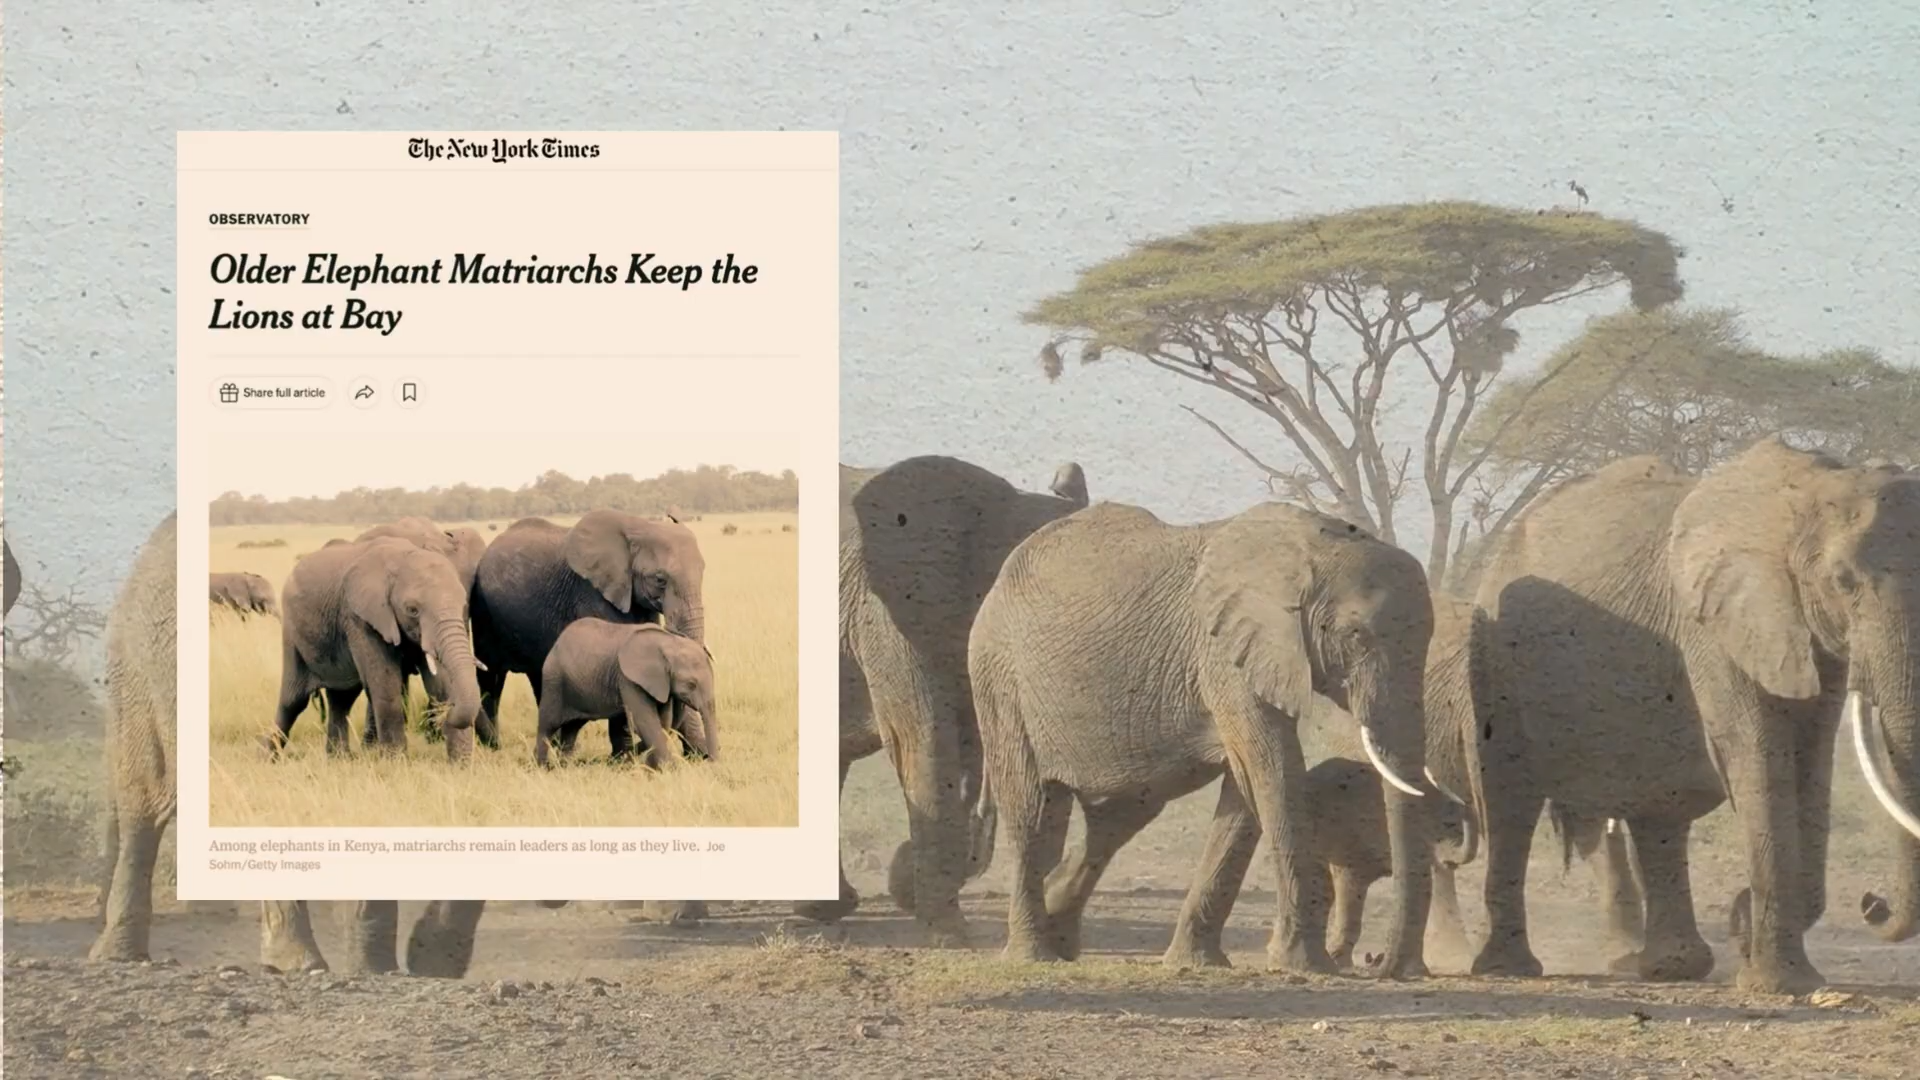 The New York Times
OBSERVATORY
Older Elephant Matriarchs Keep the
Lions at Bay
Share full article
Among elephants in Kenya, matriarchs remain leaders as long as they live. Joe
Sohm/Getty Images